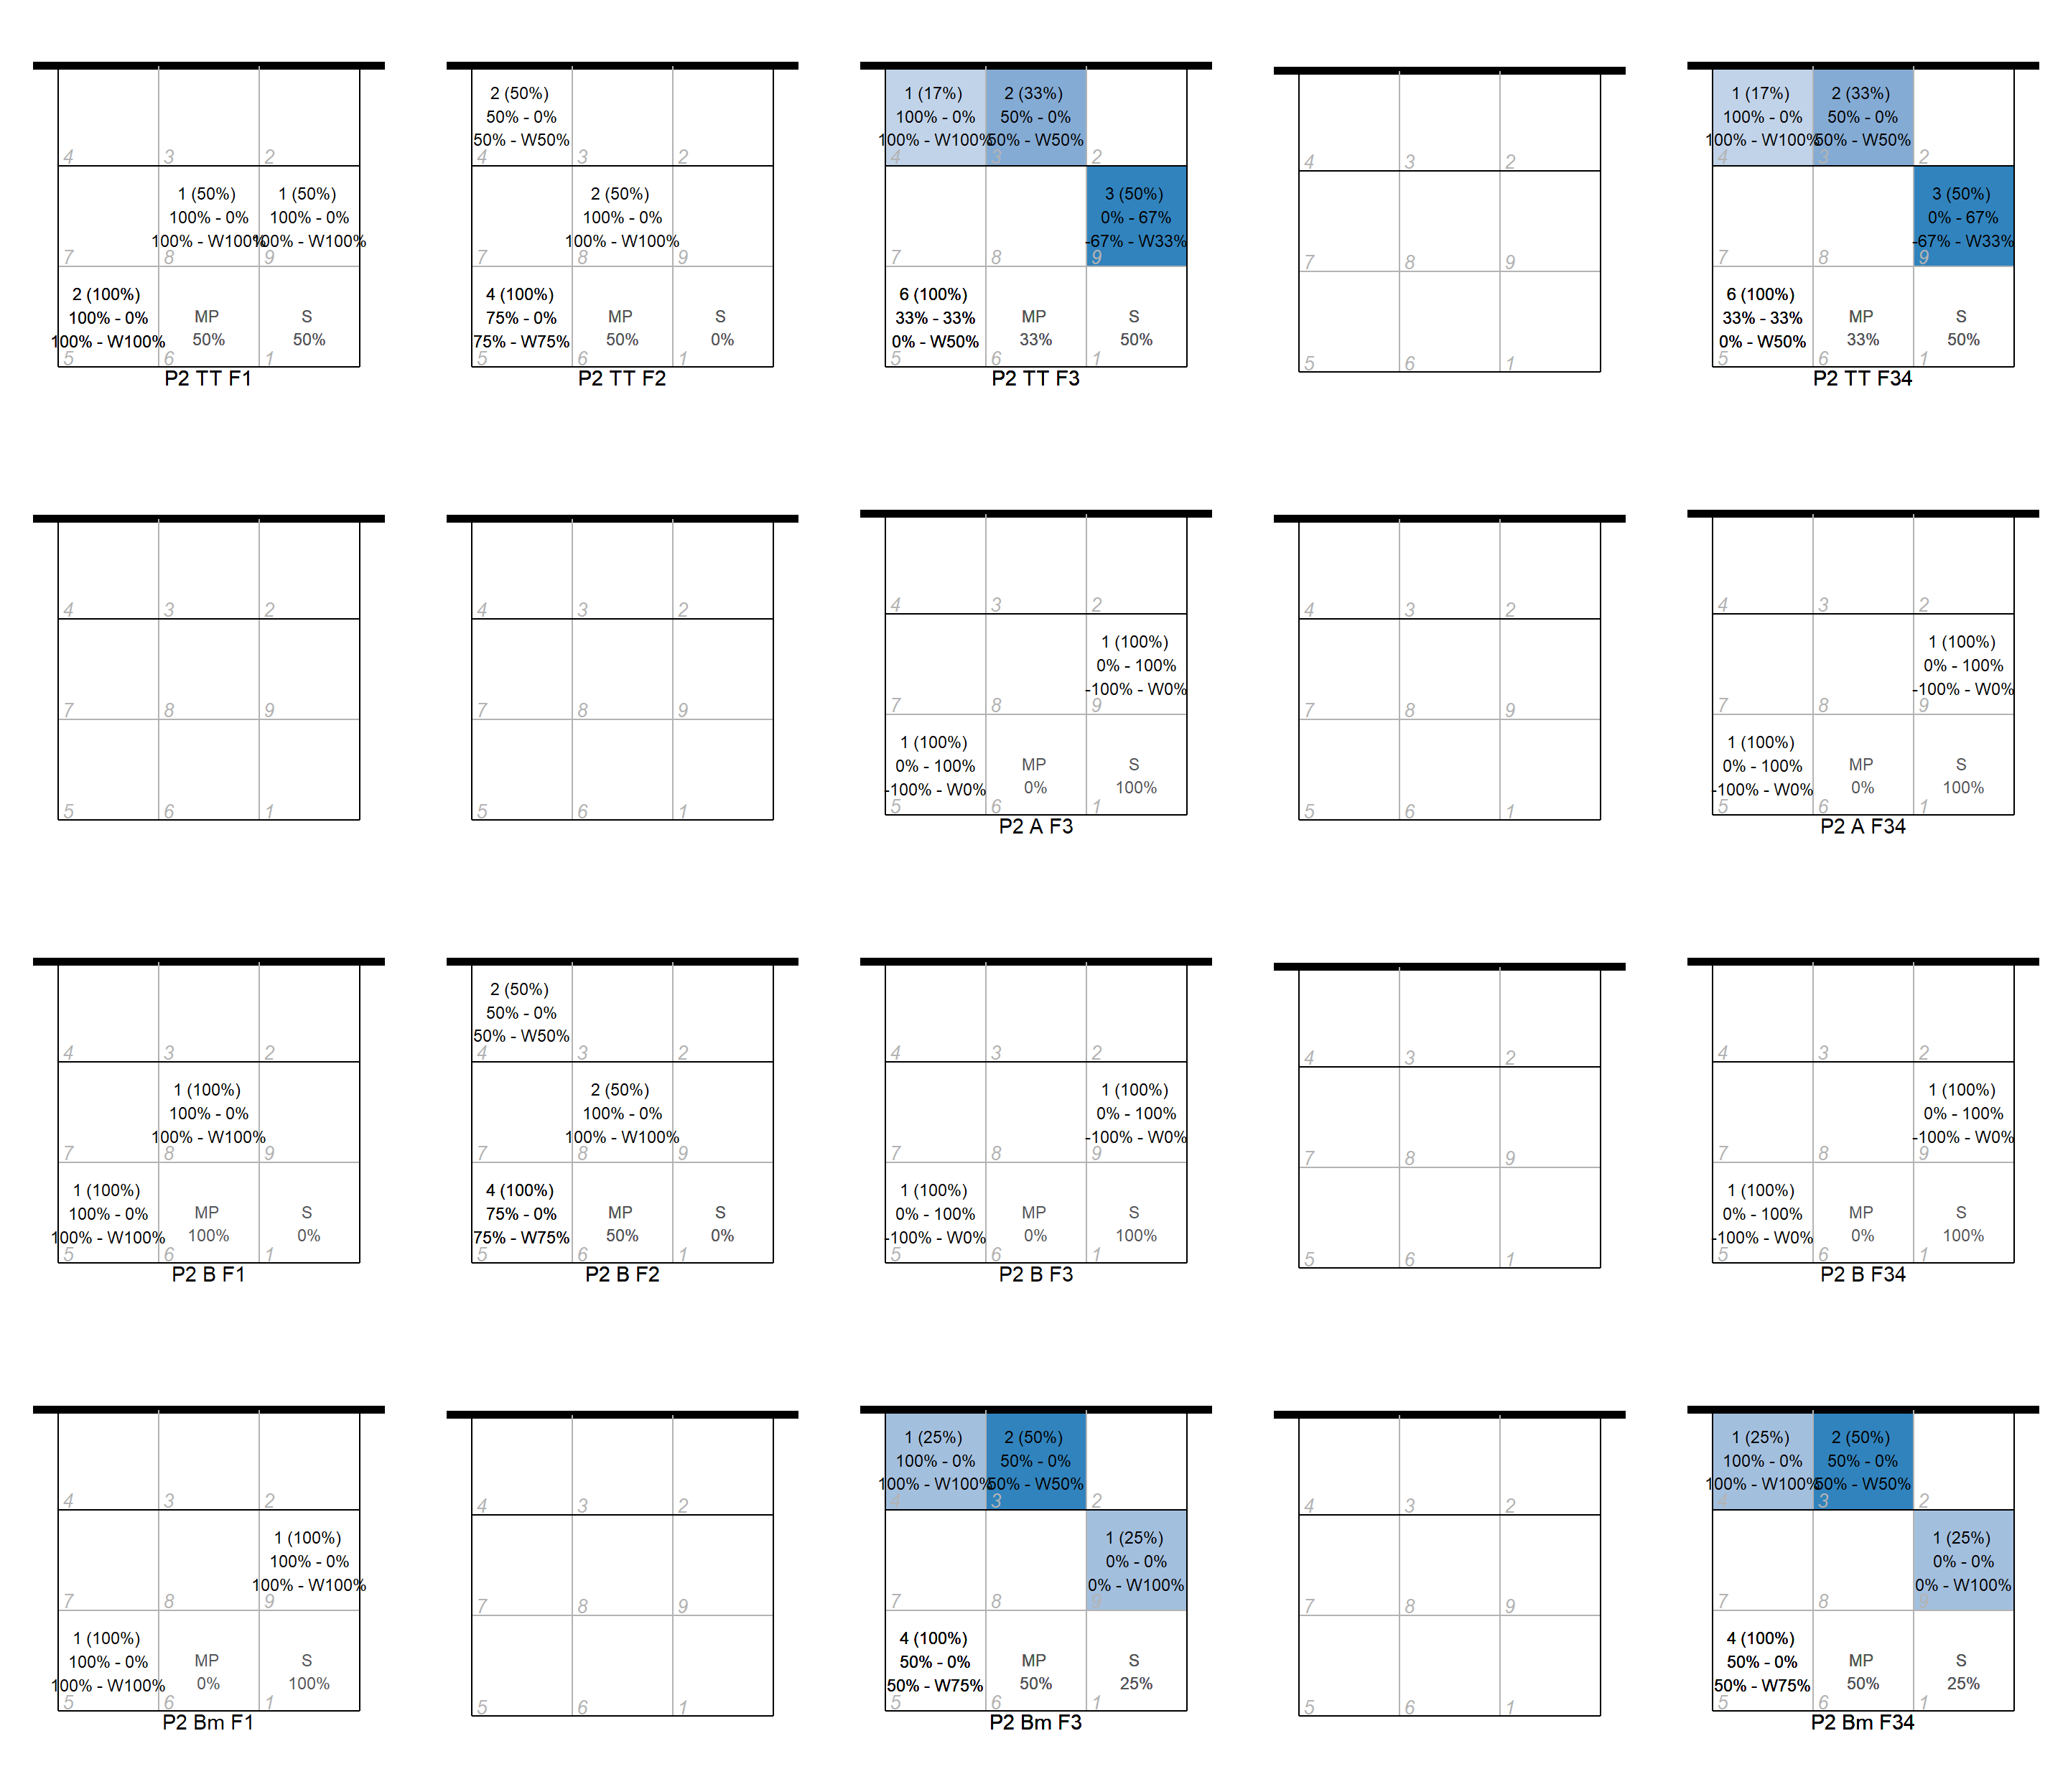 4 3 2
1 (50%) 1 (50%)
100% - 0% 100% - 0%
100% - W100% 100% - W100%
7 8 9
2 (100%)
100% - 0% MP S
100% - W100% 50% 50%
5 6 1
P2 TT F1
2 (50%)
50% - 0%
50% - W50%
4 3 2
2 (50%)
100% - 0%
100% - W100%
7 8 9
4 (100%)
75% - 0% MP S
75% - W75% 50% 0%
5 6 1
P2 TT F2
1 (17%) 2 (33%)
100% - 0% 50% - 0%
100% - W100% 50% - W50%
4 3 2
3 (50%)
0% - 67%
-67% - W33%
7 8 9
6 (100%)
33% - 33% MP S
0% - W50% 33% 50%
5 6 1
P2 TT F3
4 3 2
7 8 9
5 6 1
1 (17%) 2 (33%)
100% - 0% 50% - 0%
100% - W100% 50% - W50%
4 3 2
3 (50%)
0% - 67%
-67% - W33%
7 8 9
6 (100%)
33% - 33% MP S
0% - W50% 33% 50%
5 6 1
P2 TT F34
4 3 2
7 8 9
5 6 1
4 3 2
7 8 9
5 6 1
4 3 2
1 (100%)
0% - 100%
-100% - W0%
7 8 9
1 (100%)
0% - 100% MP S
-100% - W0% 0% 100%
5 6 1
P2 A F3
4 3 2
7 8 9
5 6 1
4 3 2
1 (100%)
0% - 100%
-100% - W0%
7 8 9
1 (100%)
0% - 100% MP S
-100% - W0% 0% 100%
5 6 1
P2 A F34
4 3 2
1 (100%)
100% - 0%
100% - W100%
7 8 9
1 (100%)
100% - 0% MP S
100% - W100% 100% 0%
5 6 1
P2 B F1
2 (50%)
50% - 0%
50% - W50%
4 3 2
2 (50%)
100% - 0%
100% - W100%
7 8 9
4 (100%)
75% - 0% MP S
75% - W75% 50% 0%
5 6 1
P2 B F2
4 3 2
1 (100%)
0% - 100%
-100% - W0%
7 8 9
1 (100%)
0% - 100% MP S
-100% - W0% 0% 100%
5 6 1
P2 B F3
4 3 2
7 8 9
5 6 1
4 3 2
1 (100%)
0% - 100%
-100% - W0%
7 8 9
1 (100%)
0% - 100% MP S
-100% - W0% 0% 100%
5 6 1
P2 B F34
4 3 2
1 (100%)
100% - 0%
100% - W100%
7 8 9
1 (100%)
100% - 0% MP S
100% - W100% 0% 100%
5 6 1
P2 Bm F1
4 3 2
7 8 9
5 6 1
1 (25%) 2 (50%)
100% - 0% 50% - 0%
100% - W100% 50% - W50%
4 3 2
1 (25%)
0% - 0%
0% - W100%
7 8 9
4 (100%)
50% - 0% MP S
50% - W75% 50% 25%
5 6 1
P2 Bm F3
4 3 2
7 8 9
5 6 1
1 (25%) 2 (50%)
100% - 0% 50% - 0%
100% - W100% 50% - W50%
4 3 2
1 (25%)
0% - 0%
0% - W100%
7 8 9
4 (100%)
50% - 0% MP S
50% - W75% 50% 25%
5 6 1
P2 Bm F34